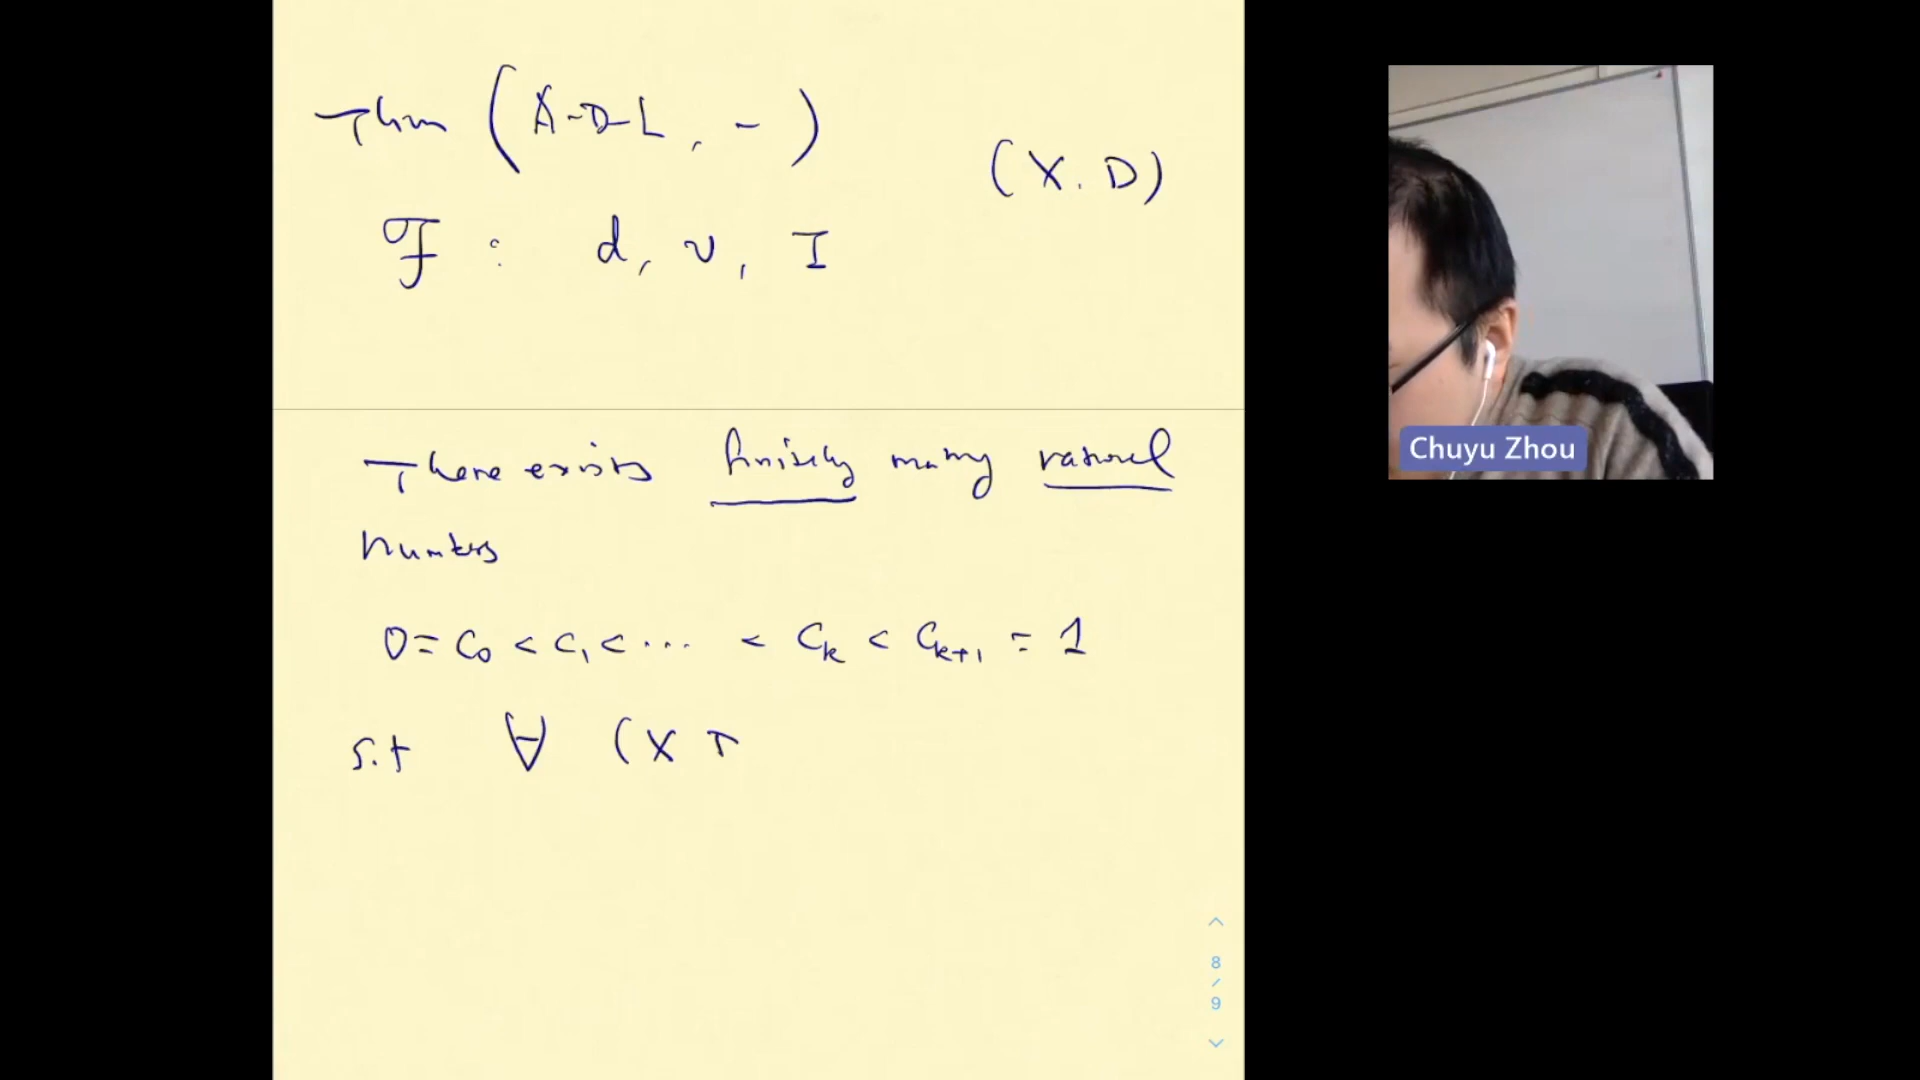 Thm (A-D-L, -)
(X. D)
F : d, v, I
There exists finitely many rational
numbers
0 = c₀ < c₁ < ... < cₖ < cₖ₊₁ = 1
s.t ∀ (X
Chuyu Zhou
8
/
9